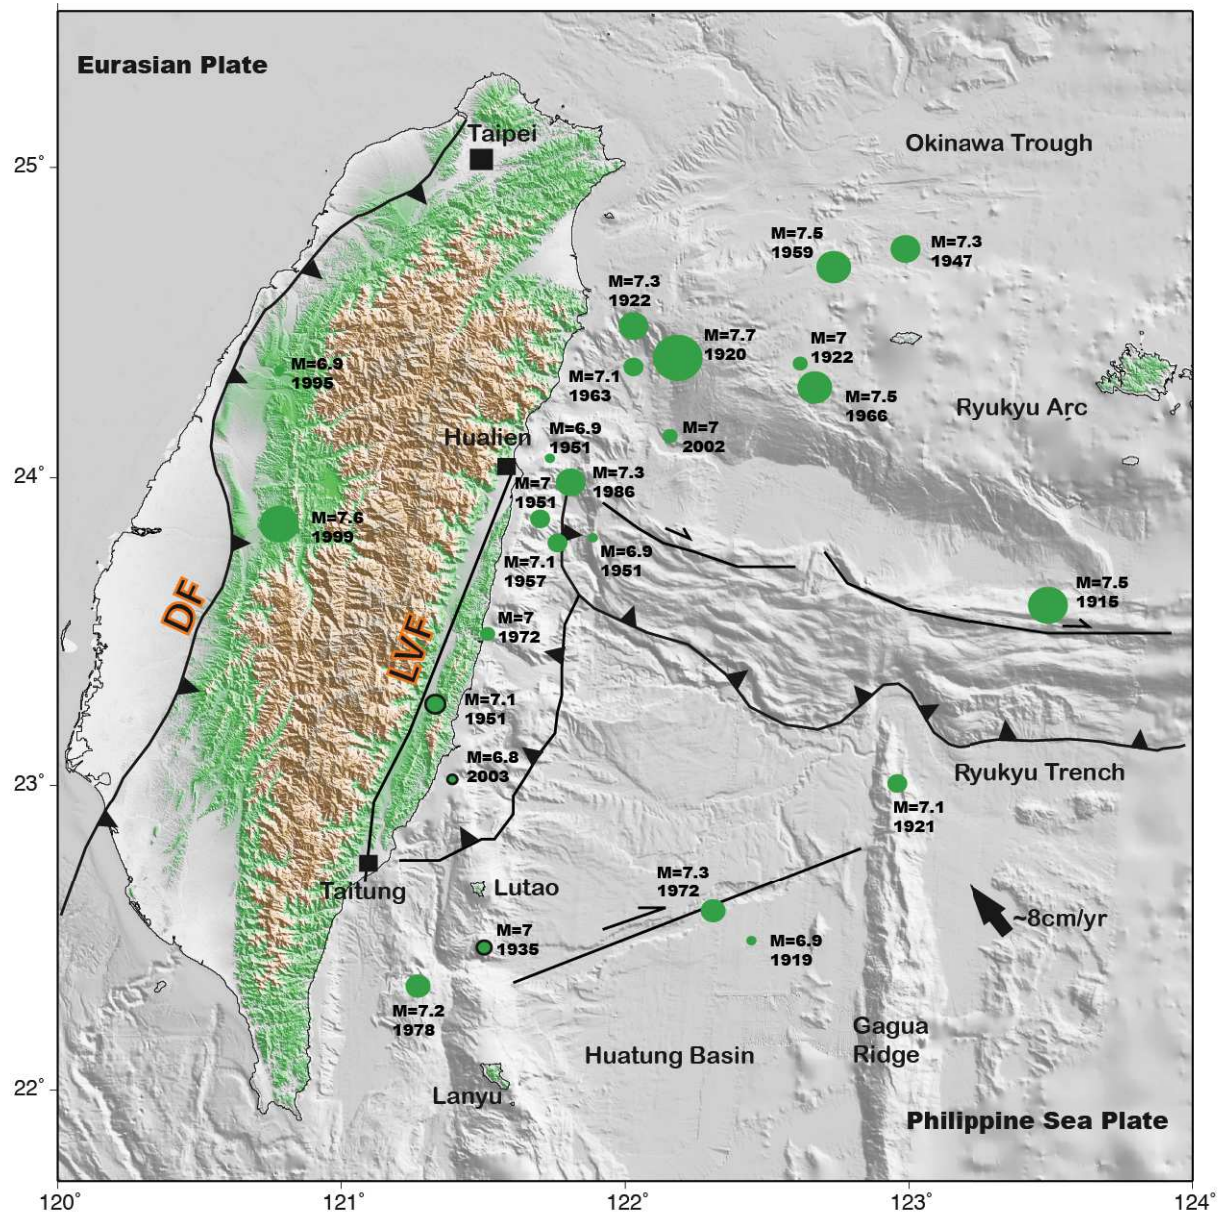 Eurasian Plate
Taipei
Okinawa Trough
25°
M=7.5
1959
M=7.3
1947
M=7.3
1922
M=7.7
1920
M=7
1922
M=6.9
1995
M=7.1
1963
M=7.5
1966
Ryukyu Arc
M=7
2002
Hualien
M=6.9
1951
24°
M=7.3
1986
M=7
1951
M=7.6
1999
M=7.1
1957
M=6.9
1951
M=7.5
1915
DF
LVF
M=7
1972
M=7.1
1951
M=6.8
2003
23°
Ryukyu Trench
M=7.1
1921
Taitung
Lutao
M=7.3
1972
~8cm/yr
M=7
1935
M=6.9
1919
M=7.2
1978
Gagua
Ridge
Huatung Basin
22°
Lanyu
Philippine Sea Plate
120°
121°
122°
123°
124°